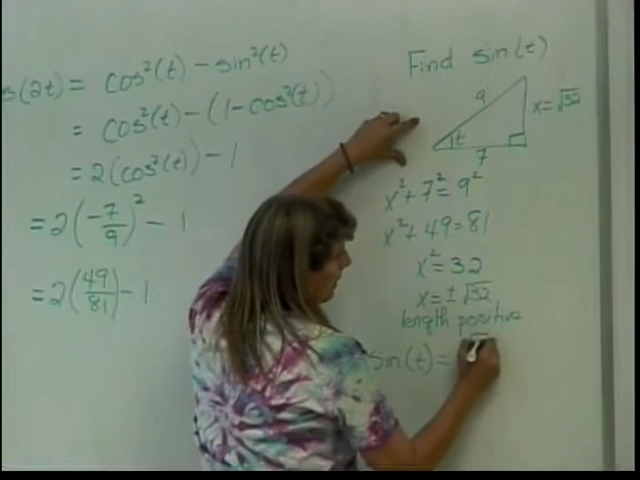 s(2t) = cos²(t) - sin²(t)
= cos²(t) - (1 - cos²(t))
= 2(cos²(t)) - 1
= 2(-7/9)² - 1
= 2(49/81) - 1
Find sin(t)
9
x = √32
t
7
x² + 7² = 9²
x² + 49 = 81
x² = 32
x = ± √32
length positive
sin(t) =